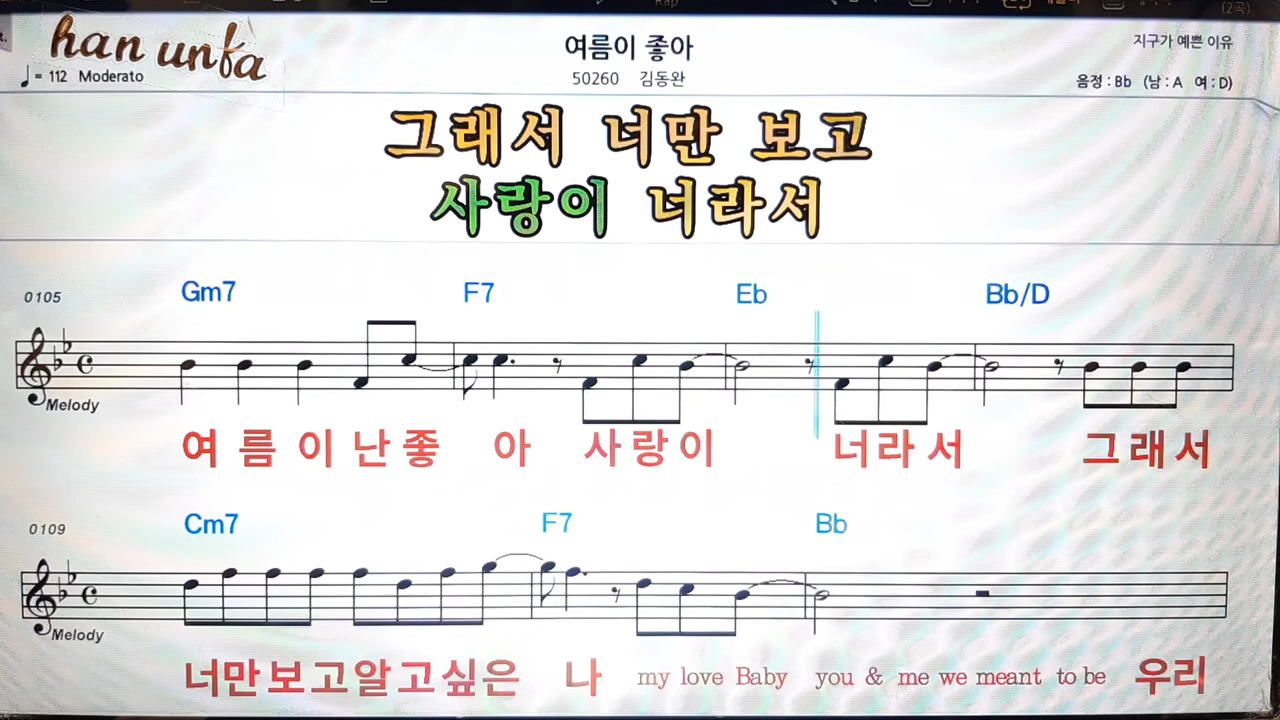 Rap
(2곡)
t.
han unfa
여름이 좋아
지구가 예쁜 이유
♩= 112 Moderato
50260 김동완
음정 : Bb (남 : A 여 : D)
그래서 너만 보고
사랑이 너라서
0105
Gm7 F7 Eb Bb/D
Melody
여 름 이 난 좋 아 사 랑 이 너 라 서 그 래 서
0109
Cm7 F7 Bb
Melody
너 만 보 고 알 고 싶 은 나 my love Baby you & me we meant to be 우리